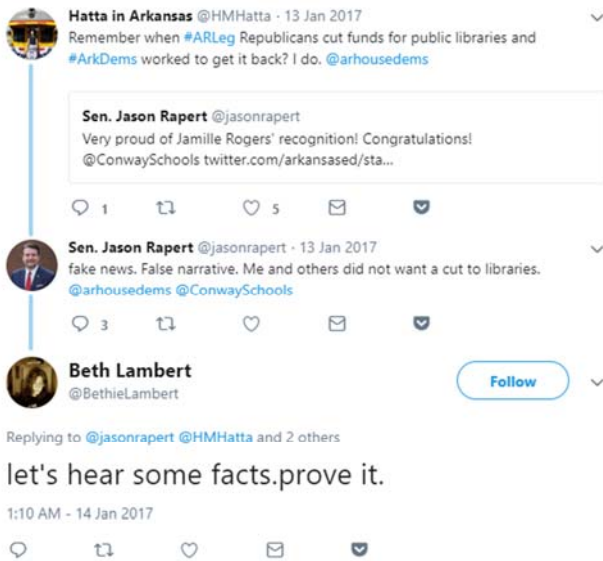 Hatta in Arkansas @HMHatta · 13 Jan 2017
Remember when #ARLeg Republicans cut funds for public libraries and
#ArkDems worked to get it back? I do. @arhousedems
Sen. Jason Rapert @jasonrapert
Very proud of Jamille Rogers' recognition! Congratulations!
@ConwaySchools twitter.com/arkansased/sta...
1 5
Sen. Jason Rapert @jasonrapert · 13 Jan 2017
fake news. False narrative. Me and others did not want a cut to libraries.
@arhousedems @ConwaySchools
3
Beth Lambert
@BethieLambert
Follow
Replying to @jasonrapert @HMHatta and 2 others
let's hear some facts.prove it.
1:10 AM - 14 Jan 2017